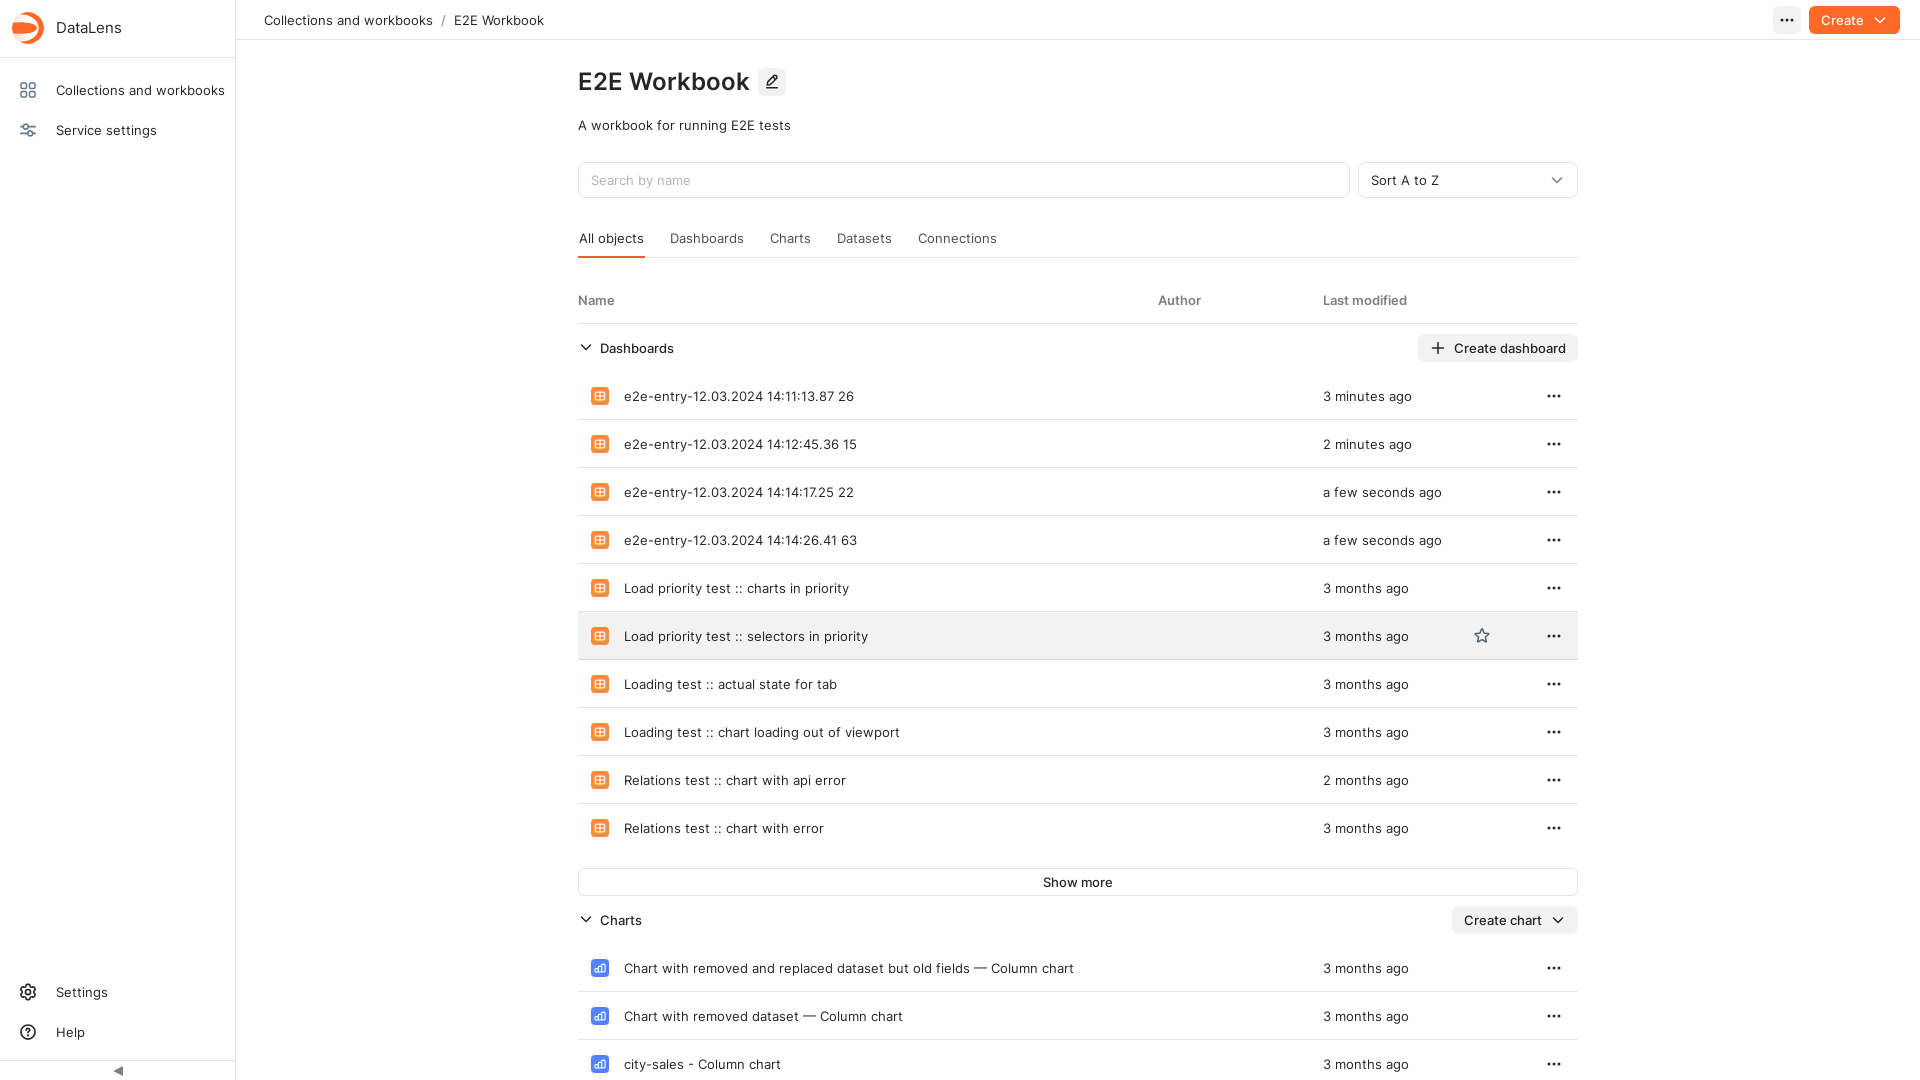 DataLens
Collections and workbooks / E2E Workbook
Create
Collections and workbooks
Service settings
E2E Workbook
A workbook for running E2E tests
Search by name
Sort A to Z
All objects Dashboards Charts Datasets Connections
Name Author Last modified
Dashboards Create dashboard
e2e-entry-12.03.2024 14:11:13.87 26 3 minutes ago
e2e-entry-12.03.2024 14:12:45.36 15 2 minutes ago
e2e-entry-12.03.2024 14:14:17.25 22 a few seconds ago
e2e-entry-12.03.2024 14:14:26.41 63 a few seconds ago
Load priority test :: charts in priority 3 months ago
Load priority test :: selectors in priority 3 months ago
Loading test :: actual state for tab 3 months ago
Loading test :: chart loading out of viewport 3 months ago
Relations test :: chart with api error 2 months ago
Relations test :: chart with error 3 months ago
Show more
Charts Create chart
Chart with removed and replaced dataset but old fields — Column chart 3 months ago
Chart with removed dataset — Column chart 3 months ago
city-sales - Column chart 3 months ago
Settings
Help